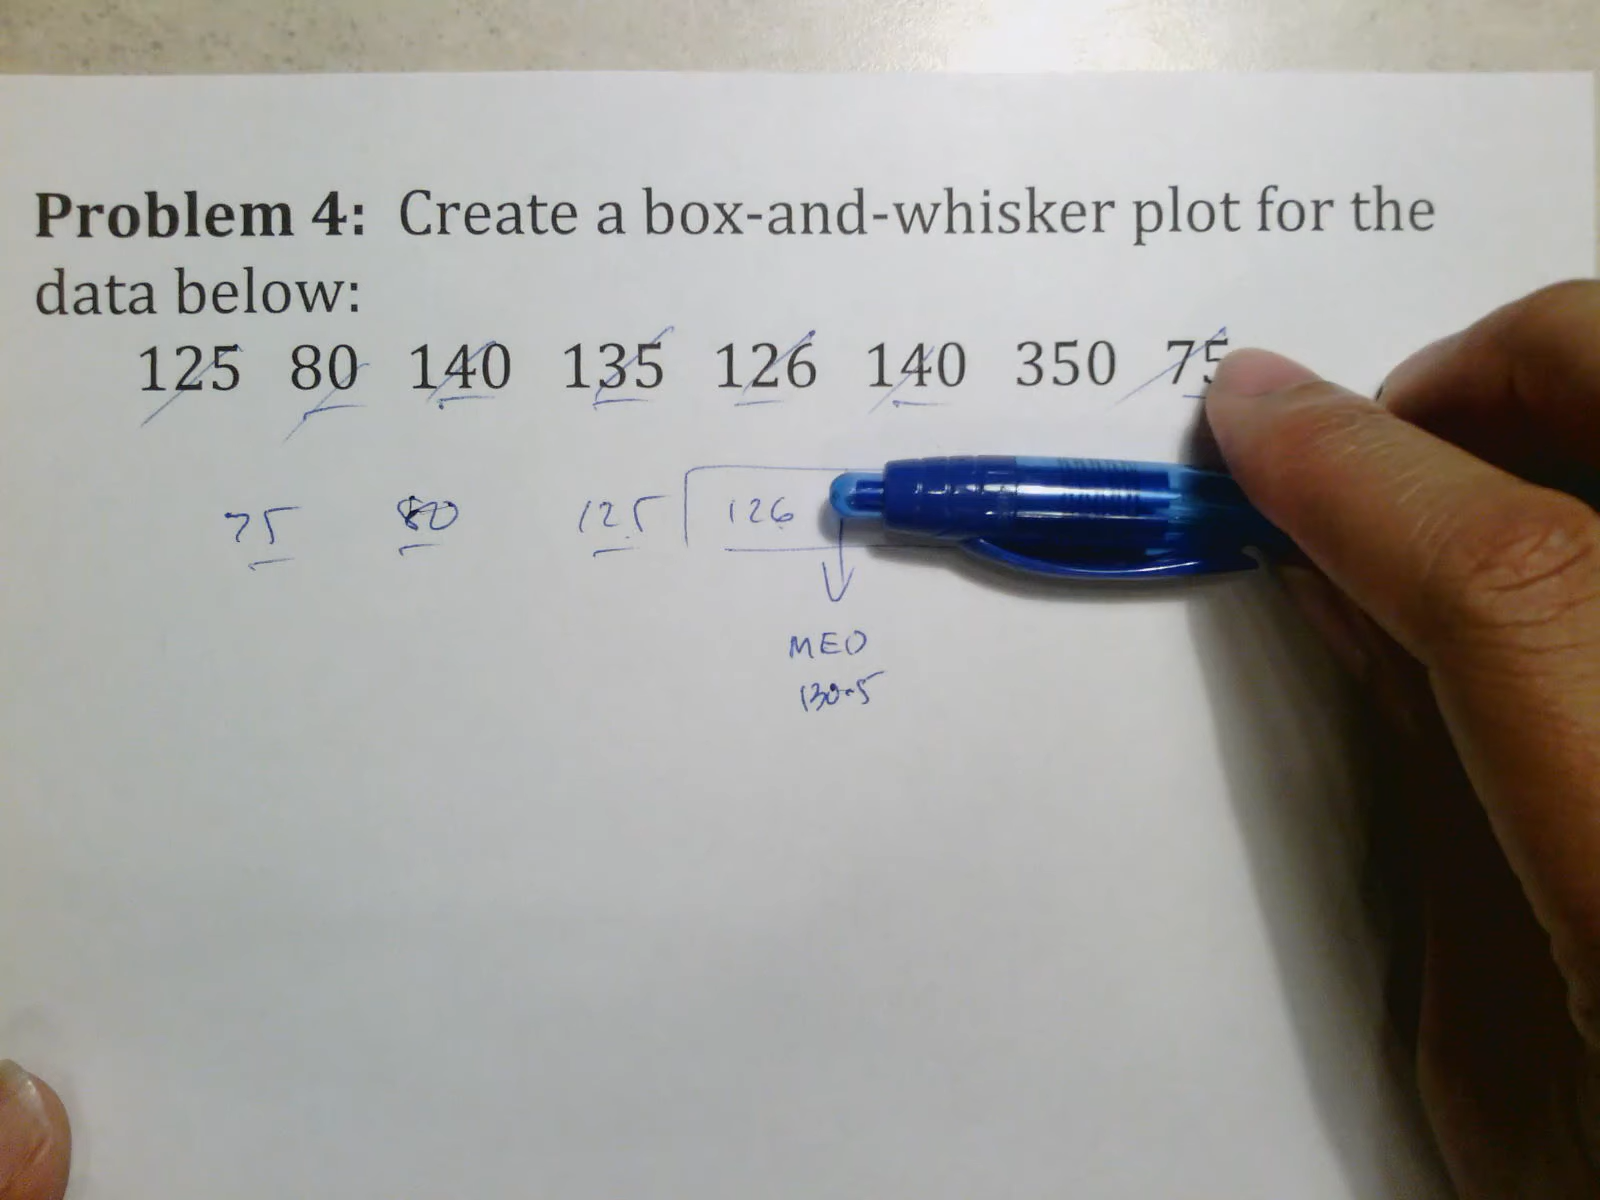 Problem 4: Create a box-and-whisker plot for the
data below:
125 80 140 135 126 140 350 75
75 80 125 126
MED
130.5